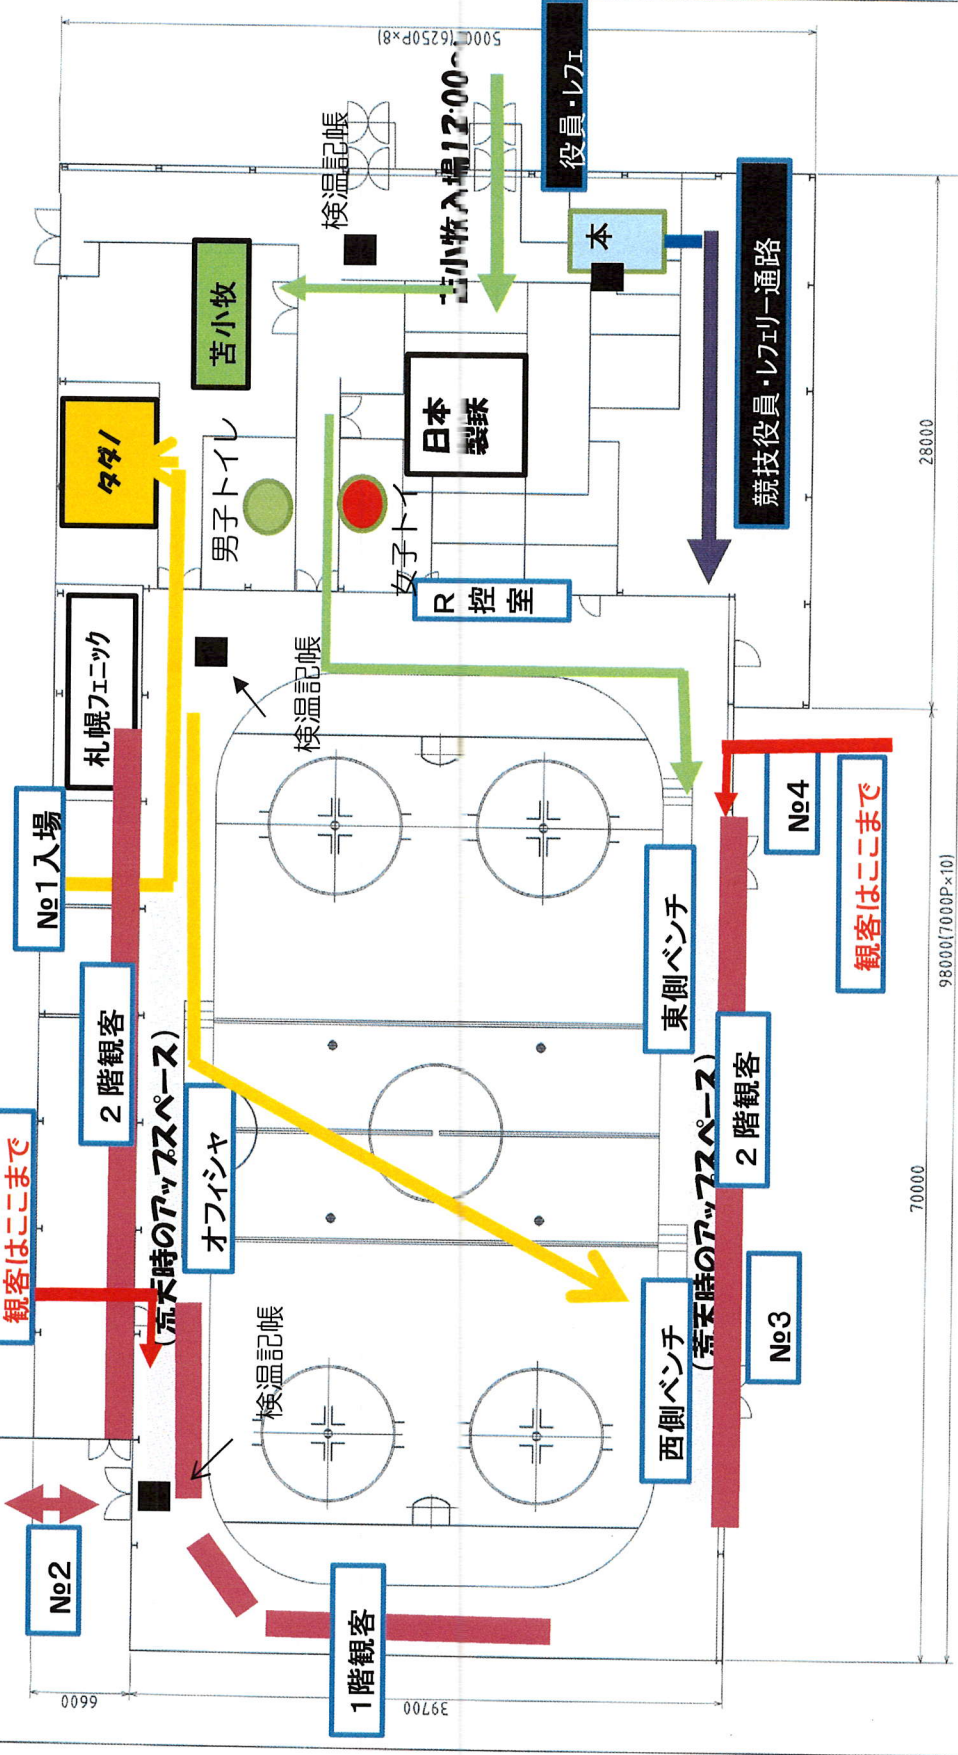 №2
№1入場
観客はここまで
2階観客
札幌フェニック
タダノ
苫小牧
検温記帳
苫小牧入場12:00~
役員・レフェ
本
競技役員・レフェリー通路
男子トイレ
女子トイ
日本
製鉄
R
控
室
検温記帳
(荒天時のアップスペース)
オフィシャ
検温記帳
1階観客
西側ベンチ
東側ベンチ
(荒天時のアップスペース)
2階観客
№3
№4
観客はここまで
(6250P×8)
28000
70000
98000(7000P×10)
6600
39700